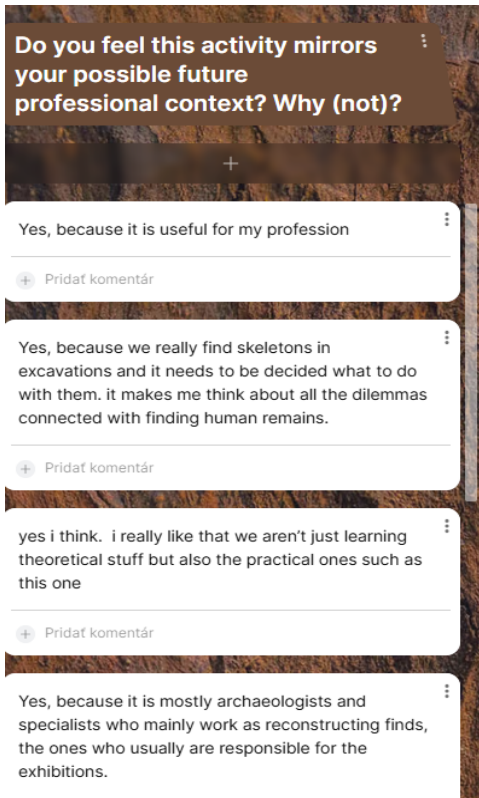 Do you feel this activity mirrors
your possible future
professional context? Why (not)?
Yes, because it is useful for my profession
Pridať komentár
Yes, because we really find skeletons in
excavations and it needs to be decided what to do
with them. it makes me think about all the dilemmas
connected with finding human remains.
Pridať komentár
yes i think.  i really like that we aren’t just learning
theoretical stuff but also the practical ones such as
this one
Pridať komentár
Yes, because it is mostly archaeologists and
specialists who mainly work as reconstructing finds,
the ones who usually are responsible for the
exhibitions.